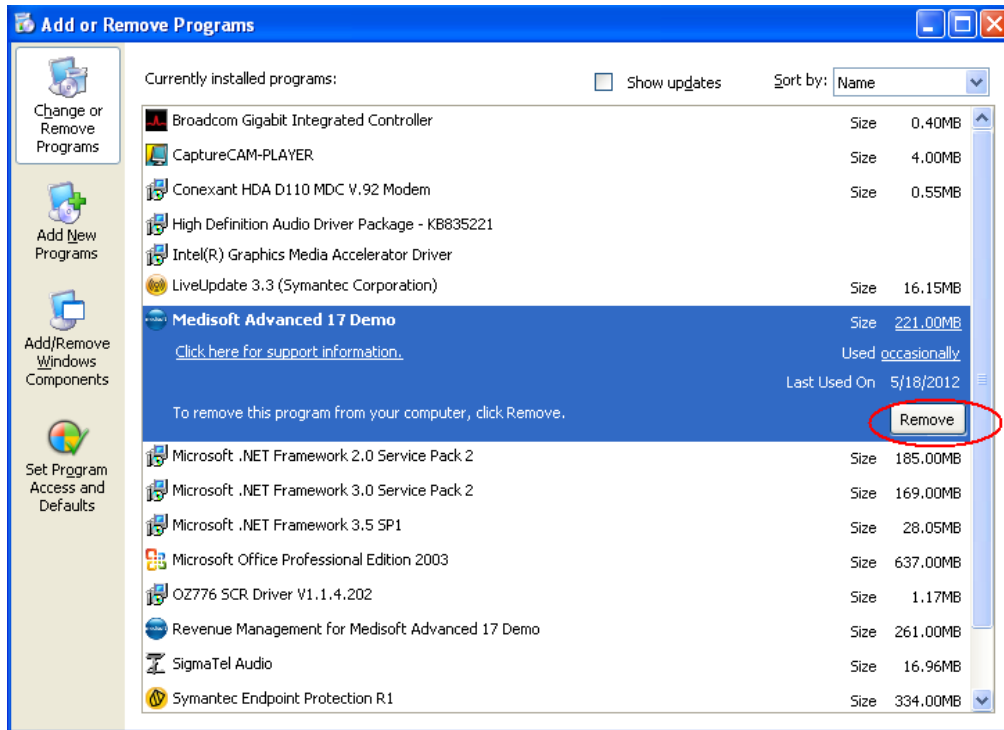 Add or Remove Programs
Change or
Remove
Programs
Add New
Programs
Add/Remove
Windows
Components
Set Program
Access and
Defaults
Currently installed programs:
Show updates
Sort by: Name
Broadcom Gigabit Integrated Controller Size 0.40MB
CaptureCAM-PLAYER Size 4.00MB
Conexant HDA D110 MDC V.92 Modem Size 0.55MB
High Definition Audio Driver Package - KB835221
Intel(R) Graphics Media Accelerator Driver
LiveUpdate 3.3 (Symantec Corporation) Size 16.15MB
Medisoft Advanced 17 Demo Size 221.00MB
Click here for support information. Used occasionally
Last Used On 5/18/2012
To remove this program from your computer, click Remove. Remove
Microsoft .NET Framework 2.0 Service Pack 2 Size 185.00MB
Microsoft .NET Framework 3.0 Service Pack 2 Size 169.00MB
Microsoft .NET Framework 3.5 SP1 Size 28.05MB
Microsoft Office Professional Edition 2003 Size 637.00MB
OZ776 SCR Driver V1.1.4.202 Size 1.17MB
Revenue Management for Medisoft Advanced 17 Demo Size 261.00MB
SigmaTel Audio Size 16.96MB
Symantec Endpoint Protection R1 Size 334.00MB